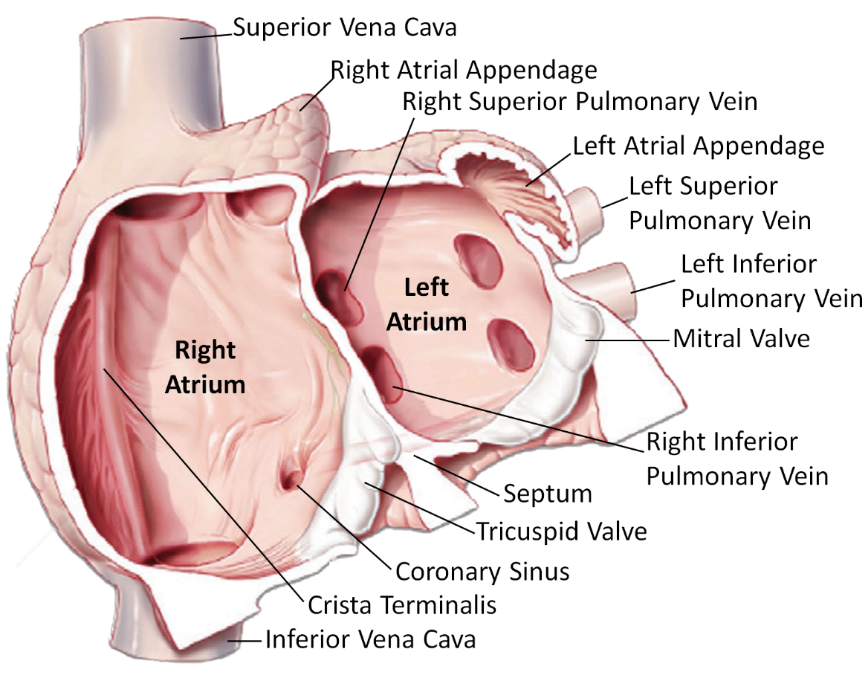 Superior Vena Cava
Right Atrial Appendage
Right Superior Pulmonary Vein
Left Atrial Appendage
Left Superior
Pulmonary Vein
Left Inferior
Pulmonary Vein
Left
Atrium
Mitral Valve
Right
Atrium
Right Inferior
Pulmonary Vein
Septum
Tricuspid Valve
Coronary Sinus
Crista Terminalis
Inferior Vena Cava